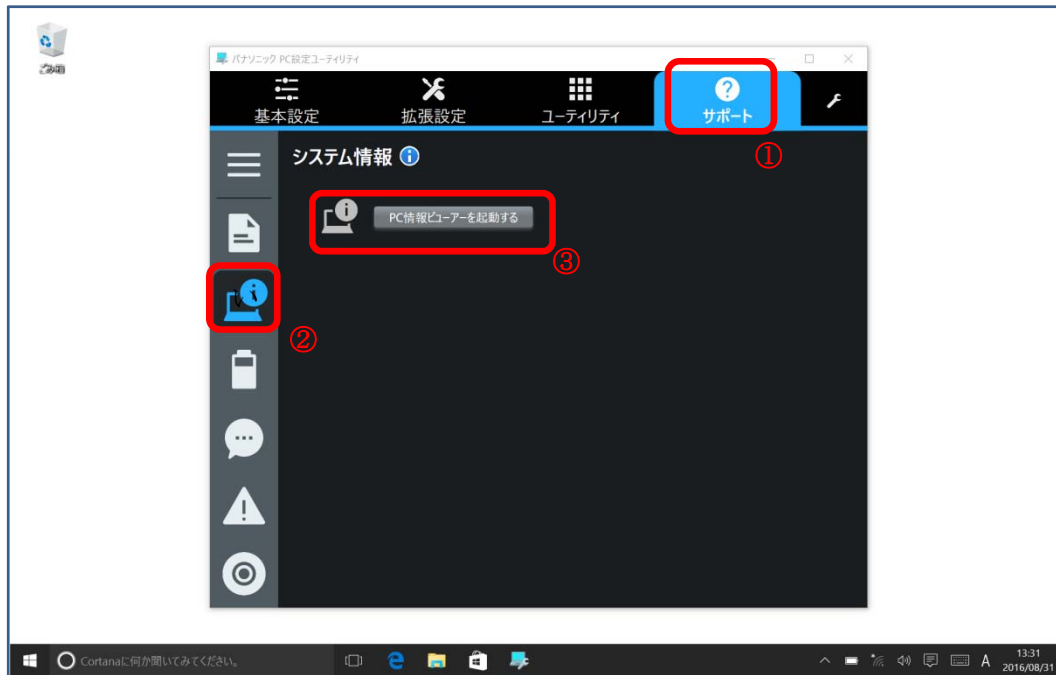 ごみ箱
パナソニック PC設定ユーティリティ
基本設定
拡張設定
ユーティリティ
サポート
①
システム情報
PC情報ビューアーを起動する
③
②
Cortanaに何か聞いてみてください。
A
13:31
2016/08/31